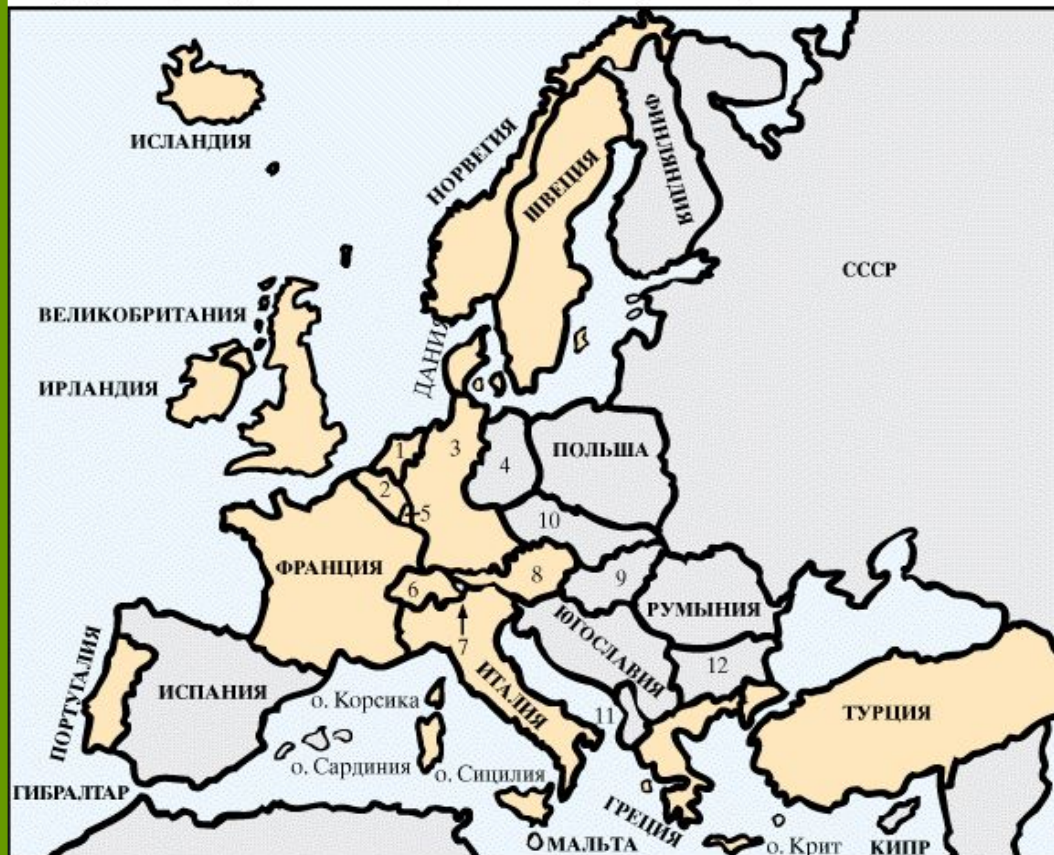 ИСЛАНДИЯ
НОРВЕГИЯ
ШВЕЦИЯ
ФИНЛЯНДИЯ
СССР
ВЕЛИКОБРИТАНИЯ
ИРЛАНДИЯ
ДАНИЯ
1
2
3
4
ПОЛЬША
5
10
ФРАНЦИЯ
6
7
8
9
РУМЫНИЯ
ЮГОСЛАВИЯ
12
11
ПОРТУГАЛИЯ
ИСПАНИЯ
о. Корсика
ИТАЛИЯ
ТУРЦИЯ
о. Сардиния
о. Сицилия
ГИБРАЛТАР
ГРЕЦИЯ
МАЛЬТА
о. Крит
КИПР